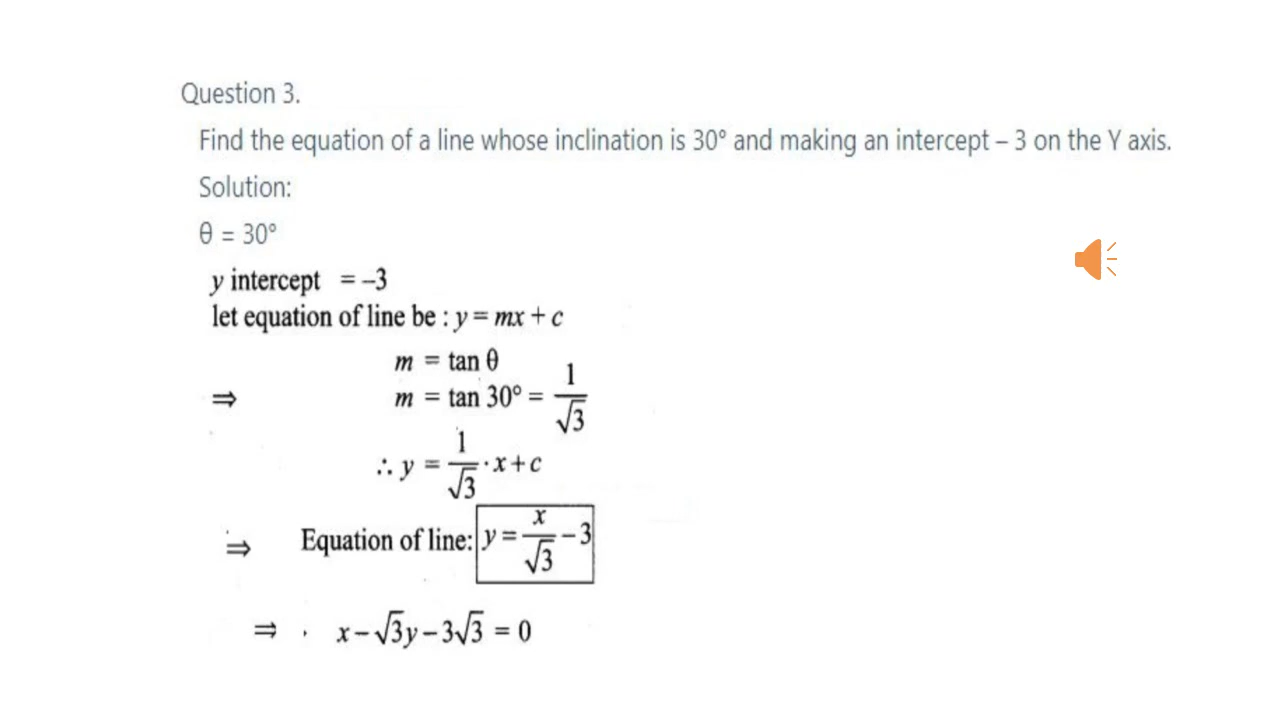 Question 3.
Find the equation of a line whose inclination is 30° and making an intercept – 3 on the Y axis.
Solution:
θ = 30°
y intercept = –3
let equation of line be : y = mx + c
m = tan θ
⇒ m = tan 30° = 1/√3
∴ y = 1/√3 · x + c
⇒ Equation of line: y = x/√3 – 3
⇒ x – √3y – 3√3 = 0